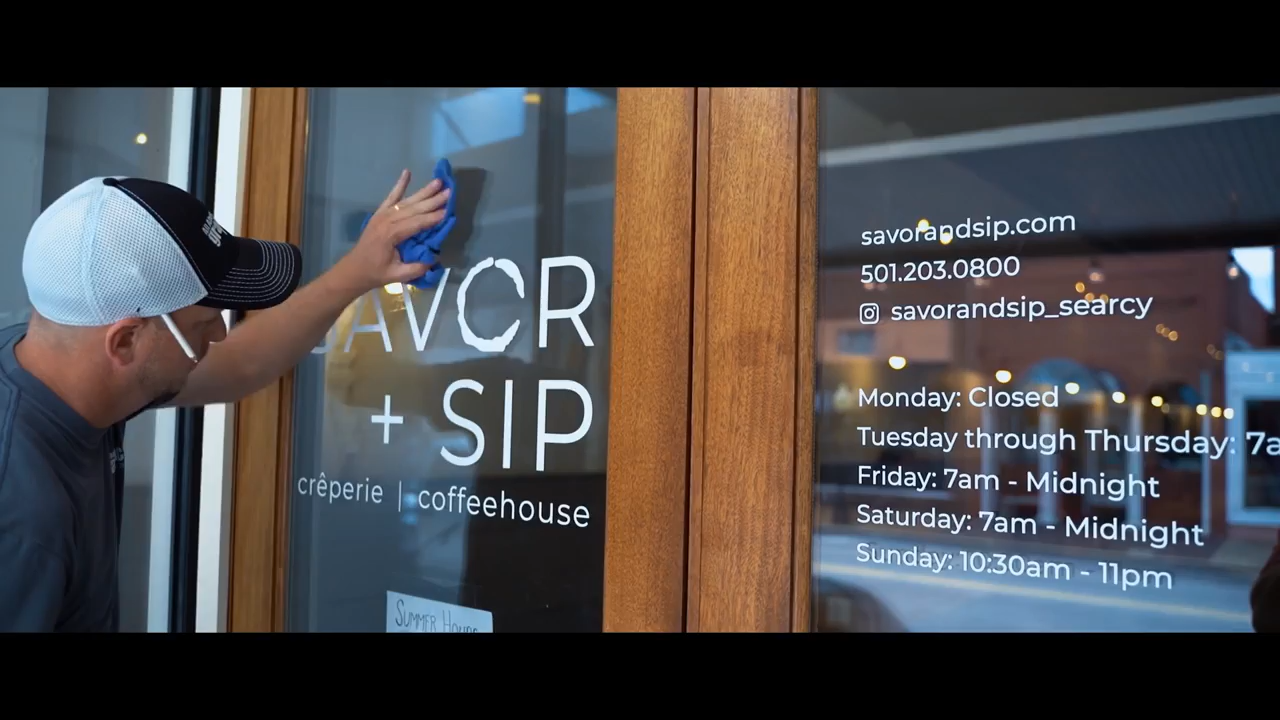 SAVOR
+ SIP
crêperie | coffeehouse
SUMMER HOURS
savorandsip.com
501.203.0800
savorandsip_searcy
Monday: Closed
Tuesday through Thursday: 7a
Friday: 7am - Midnight
Saturday: 7am - Midnight
Sunday: 10:30am - 11pm